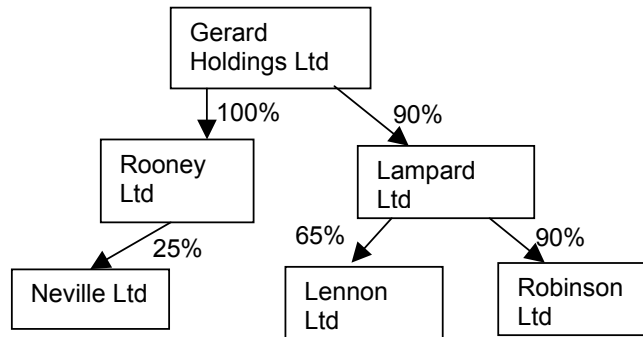 Gerard
Holdings Ltd
100%
90%
Rooney
Ltd
Lampard
Ltd
25%
65%
90%
Neville Ltd
Lennon
Ltd
Robinson
Ltd